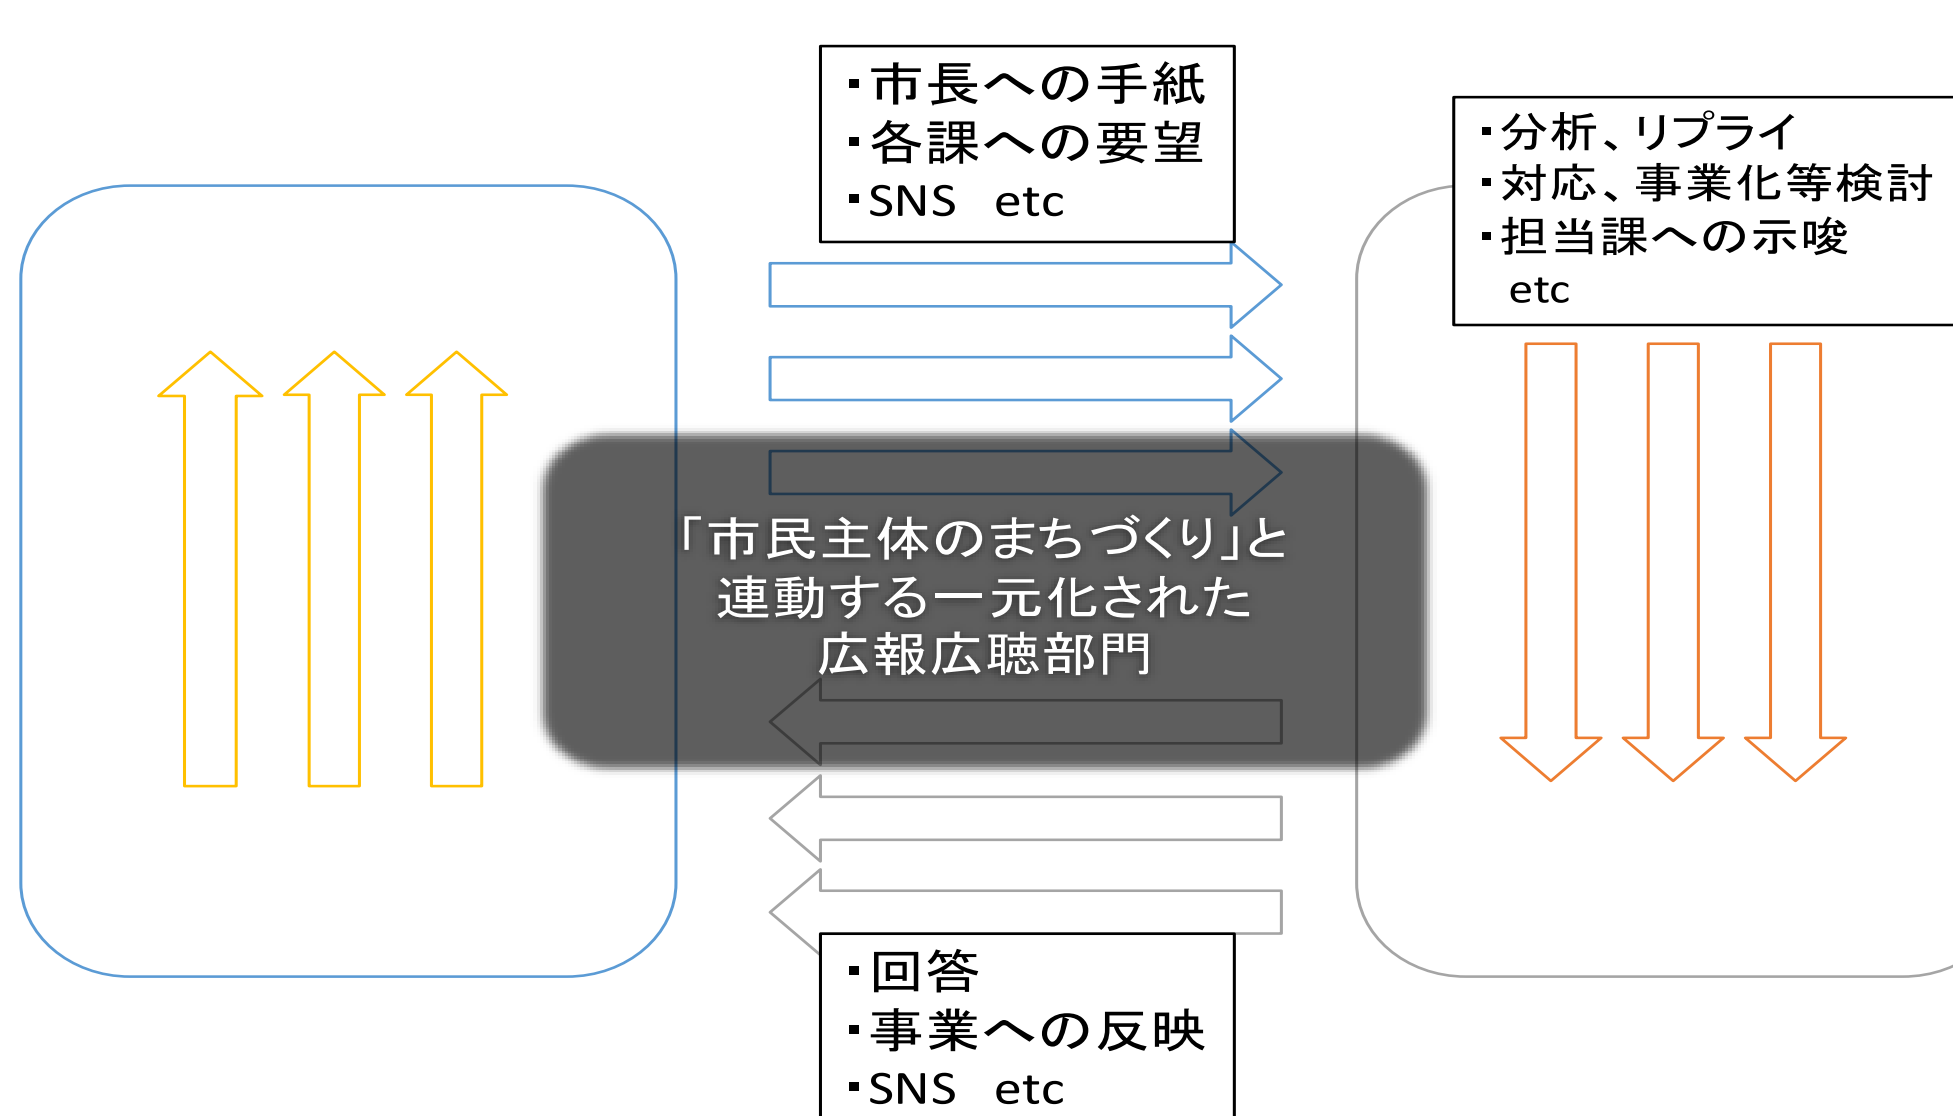 ・市長への手紙
・各課への要望
・SNS　etc
・分析、リプライ
・対応、事業化等検討
・担当課への示唆
etc
「市民主体のまちづくり」と
連動する一元化された
広報広聴部門
・回答
・事業への反映
・SNS　etc